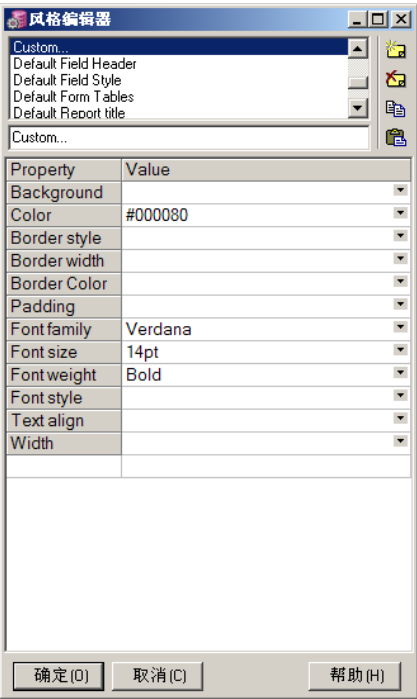 风格编辑器
Custom...
Default Field Header
Default Field Style
Default Form Tables
Default Report title
Custom...
Property Value
Background
Color #000080
Border style
Border width
Border Color
Padding
Font family Verdana
Font size 14pt
Font weight Bold
Font style
Text align
Width
确定(O) 取消(C) 帮助(H)